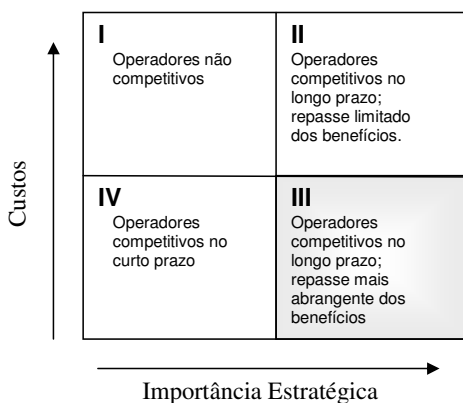 I
Operadores não
competitivos
II
Operadores
competitivos no
longo prazo;
repasse limitado
dos benefícios.
IV
Operadores
competitivos no
curto prazo
III
Operadores
competitivos no
longo prazo;
repasse mais
abrangente dos
benefícios
Custos
Importância Estratégica